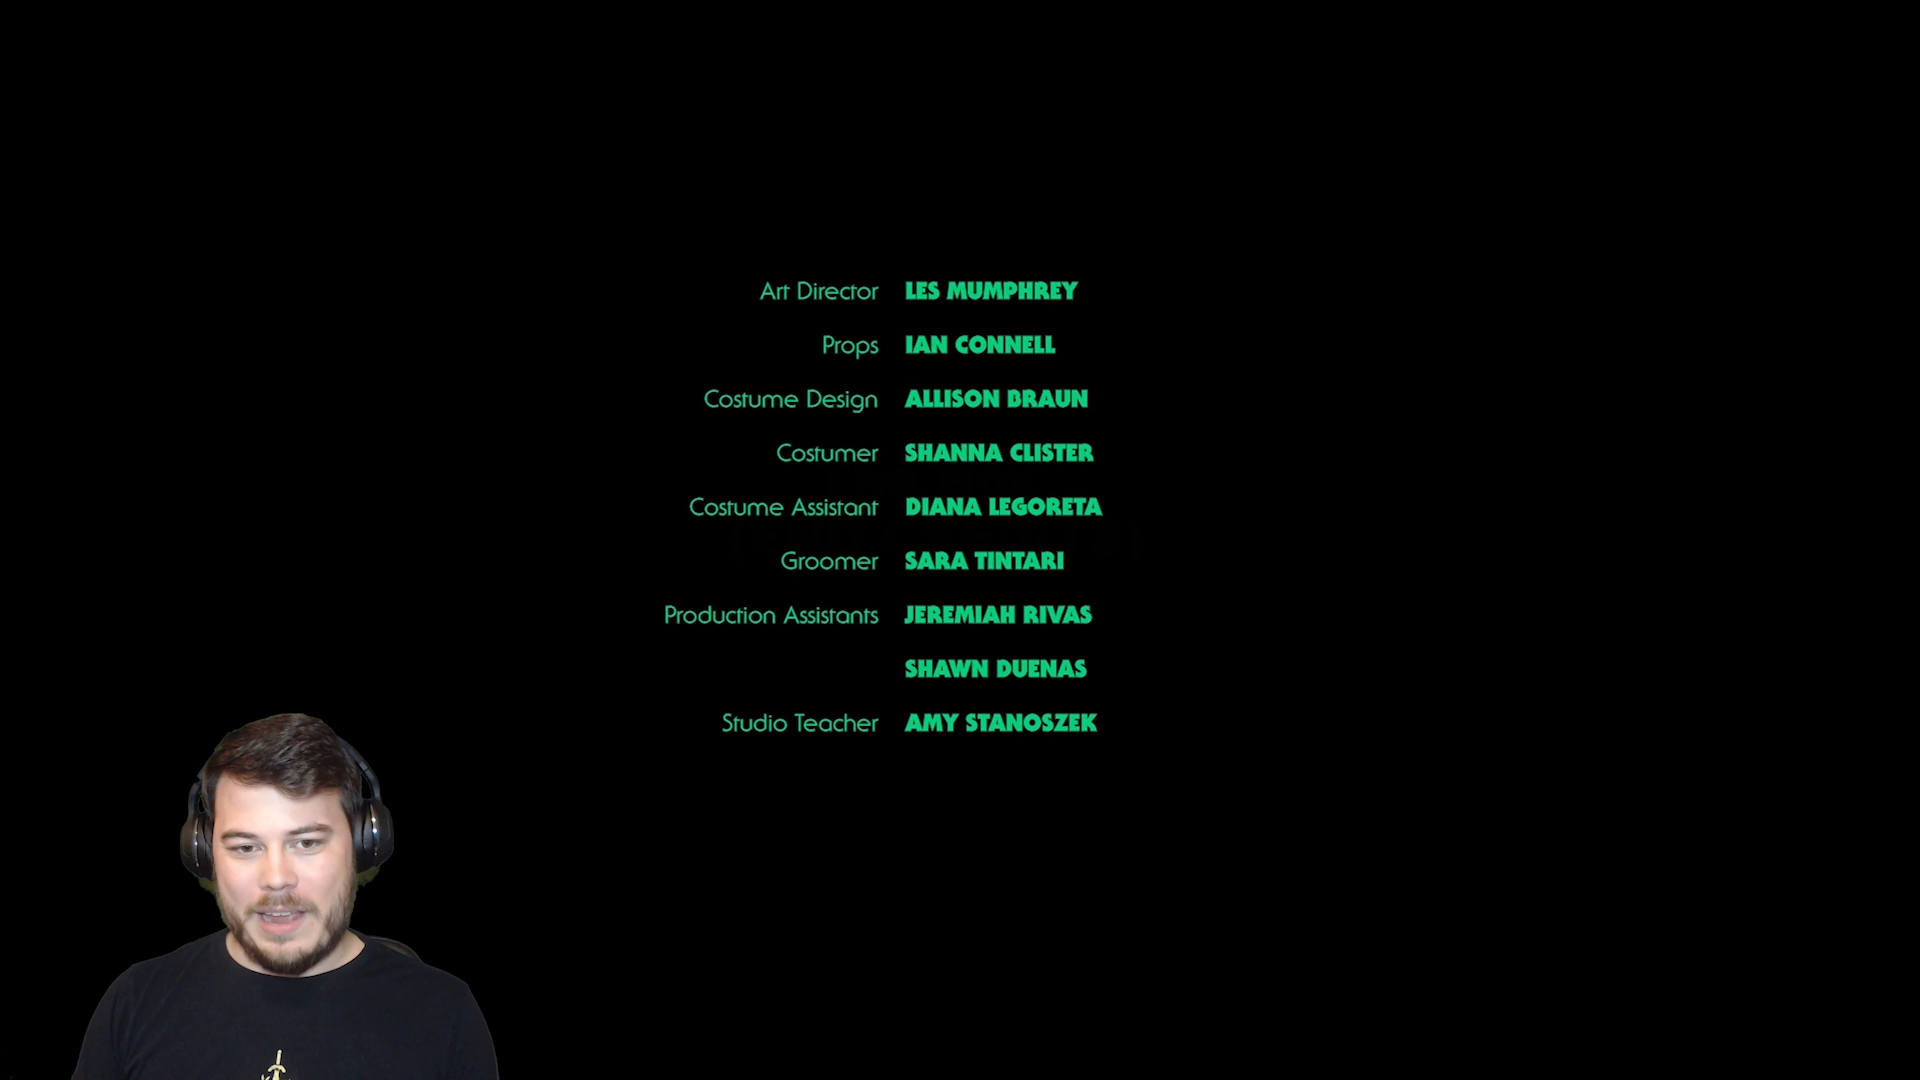 Art Director LES MUMPHREY
Props IAN CONNELL
Costume Design ALLISON BRAUN
Costumer SHANNA CLISTER
Costume Assistant DIANA LEGORETA
Groomer SARA TINTARI
Production Assistants JEREMIAH RIVAS
SHAWN DUENAS
Studio Teacher AMY STANOSZEK